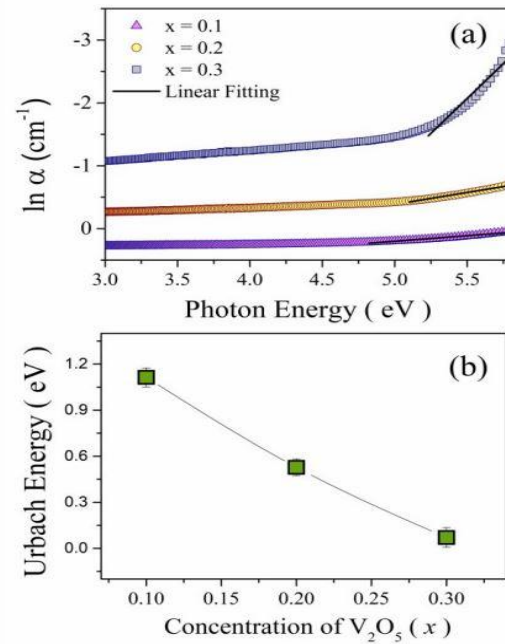 (a)
x = 0.1
x = 0.2
x = 0.3
Linear Fitting
-3
-2
-1
0
ln α (cm⁻¹)
3.0 3.5 4.0 4.5 5.0 5.5
Photon Energy ( eV )
(b)
1.2
0.9
0.6
0.3
0.0
Urbach Energy ( eV )
0.10 0.15 0.20 0.25 0.30
Concentration of V₂O₅ ( x )